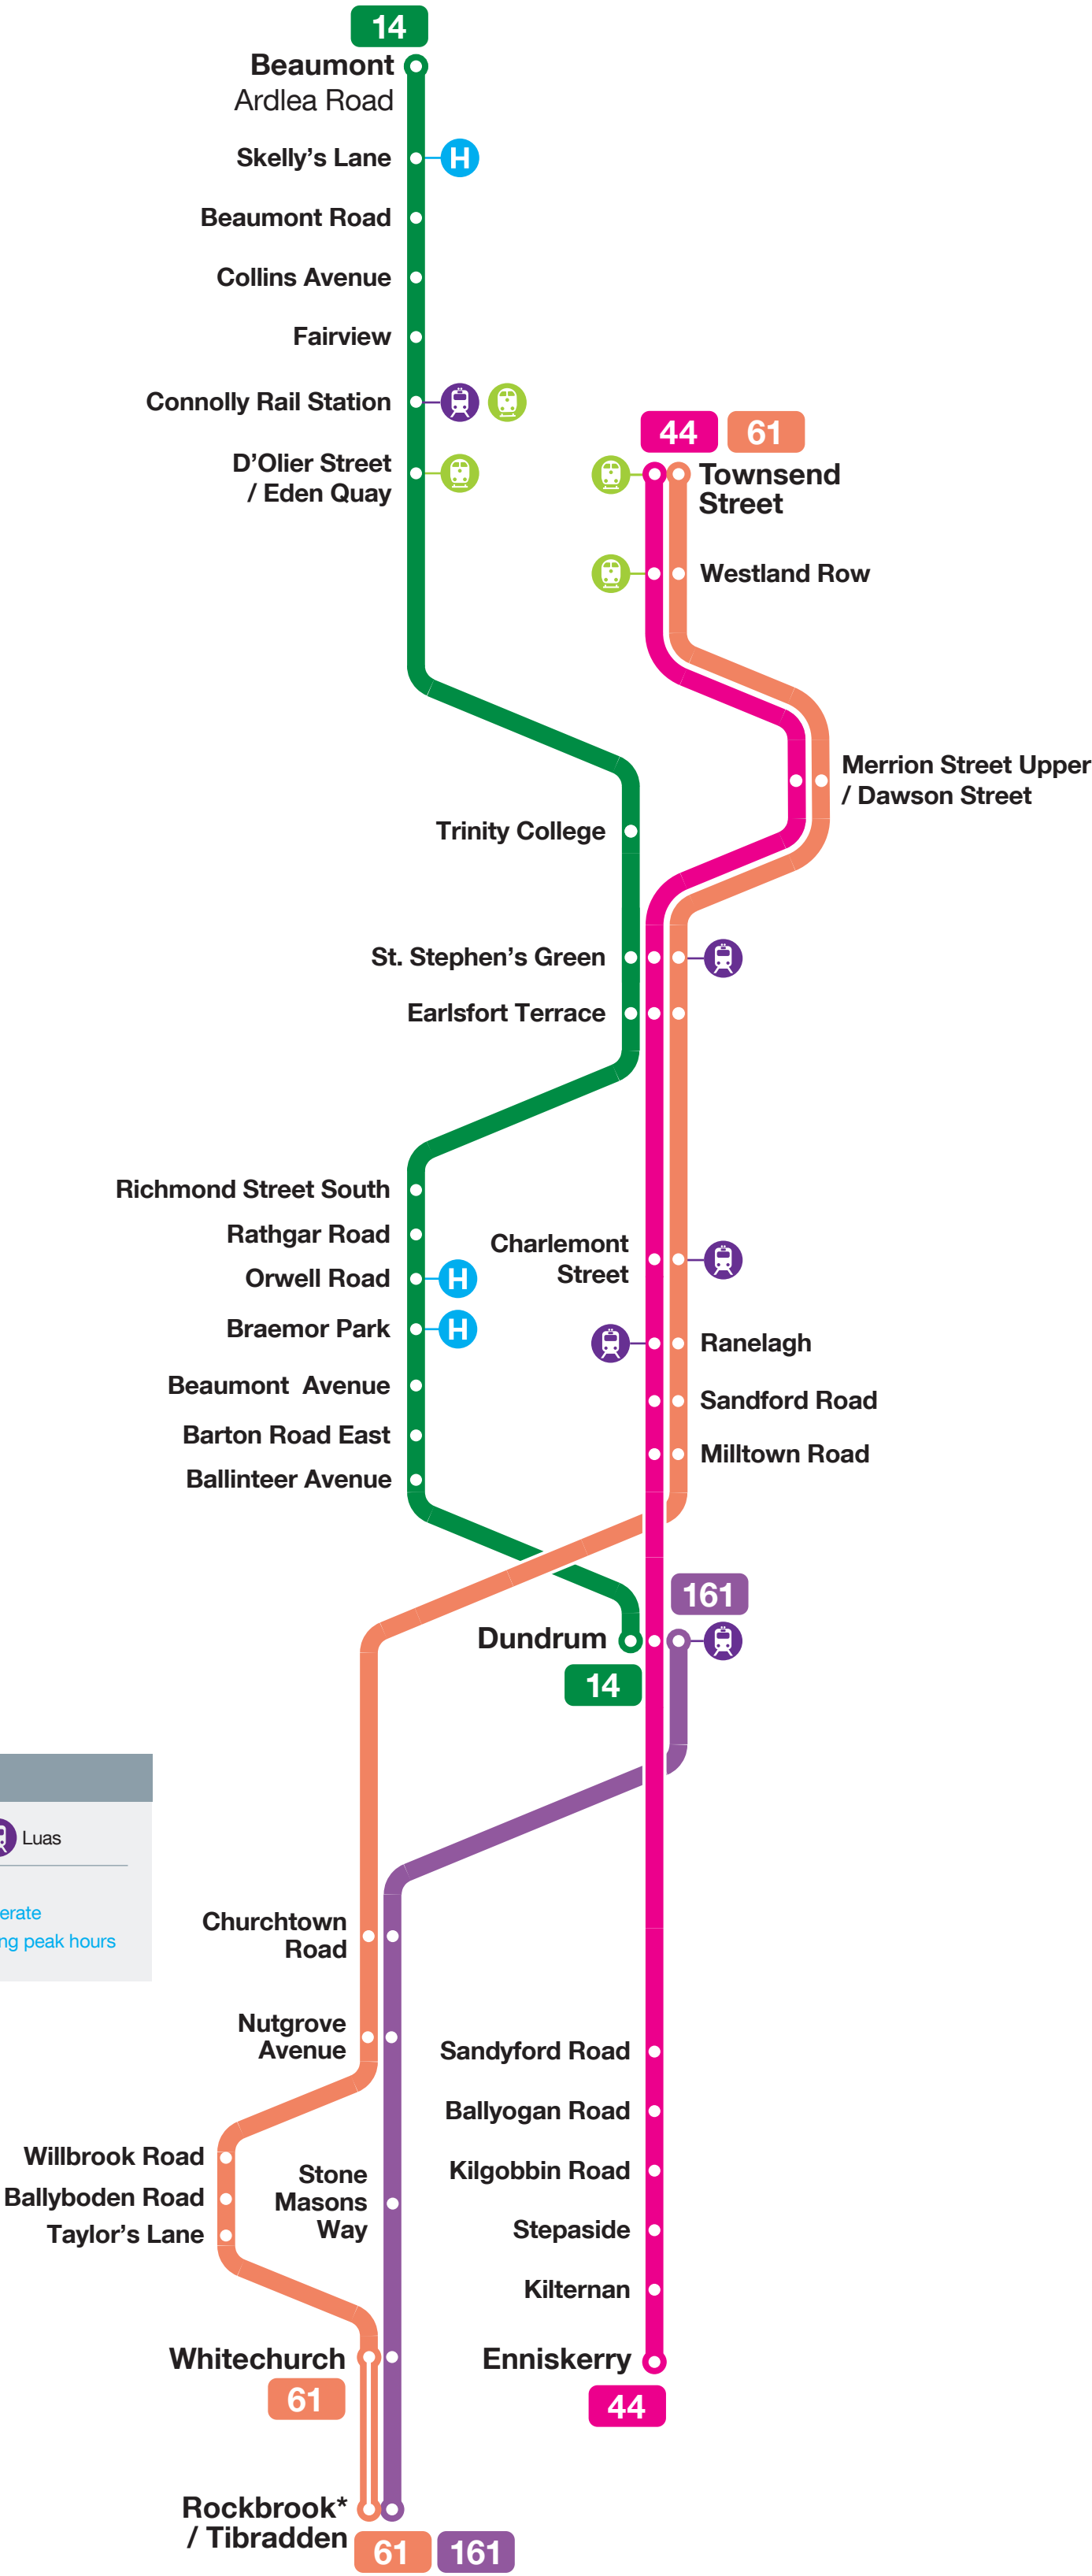 14
Beaumont
Ardlea Road
Skelly's Lane
H
Beaumont Road
Collins Avenue
Fairview
Connolly Rail Station
D'Olier Street
/ Eden Quay
44 61
Townsend
Street
Westland Row
Merrion Street Upper
/ Dawson Street
Trinity College
St. Stephen's Green
Earlsfort Terrace
Richmond Street South
Rathgar Road
Orwell Road
H
Braemor Park
H
Beaumont  Avenue
Barton Road East
Ballinteer Avenue
Charlemont
Street
Ranelagh
Sandford Road
Milltown Road
161
Dundrum
14
Luas
erate
ng peak hours
Churchtown
Road
Nutgrove
Avenue
Willbrook Road
Ballyboden Road
Taylor's Lane
Stone
Masons
Way
Sandyford Road
Ballyogan Road
Kilgobbin Road
Stepaside
Kilternan
Whitechurch
61
Enniskerry
44
Rockbrook*
/ Tibradden
61 161